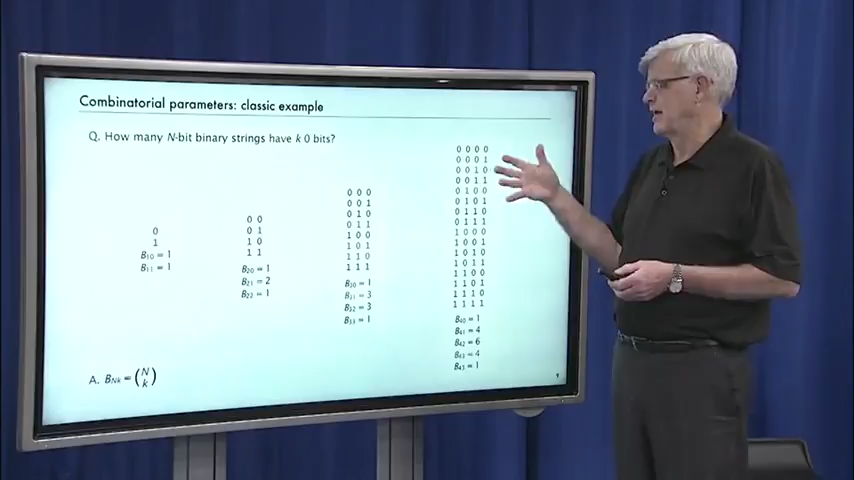 Combinatorial parameters: classic example
Q. How many N-bit binary strings have k 0 bits?
0
1
B₁₀ = 1
B₁₁ = 1
0 0
0 1
1 0
1 1
B₂₀ = 1
B₂₁ = 2
B₂₂ = 1
0 0 0
0 0 1
0 1 0
0 1 1
1 0 0
1 0 1
1 1 0
1 1 1
B₃₀ = 1
B₃₁ = 3
B₃₂ = 3
B₃₃ = 1
0 0 0 0
0 0 0 1
0 0 1 0
0 0 1 1
0 1 0 0
0 1 0 1
0 1 1 0
0 1 1 1
1 0 0 0
1 0 0 1
1 0 1 0
1 0 1 1
1 1 0 0
1 1 0 1
1 1 1 0
1 1 1 1
B₄₀ = 1
B₄₁ = 4
B₄₂ = 6
B₄₃ = 4
B₄₃ = 1
A. B_Nk = (N k)
9